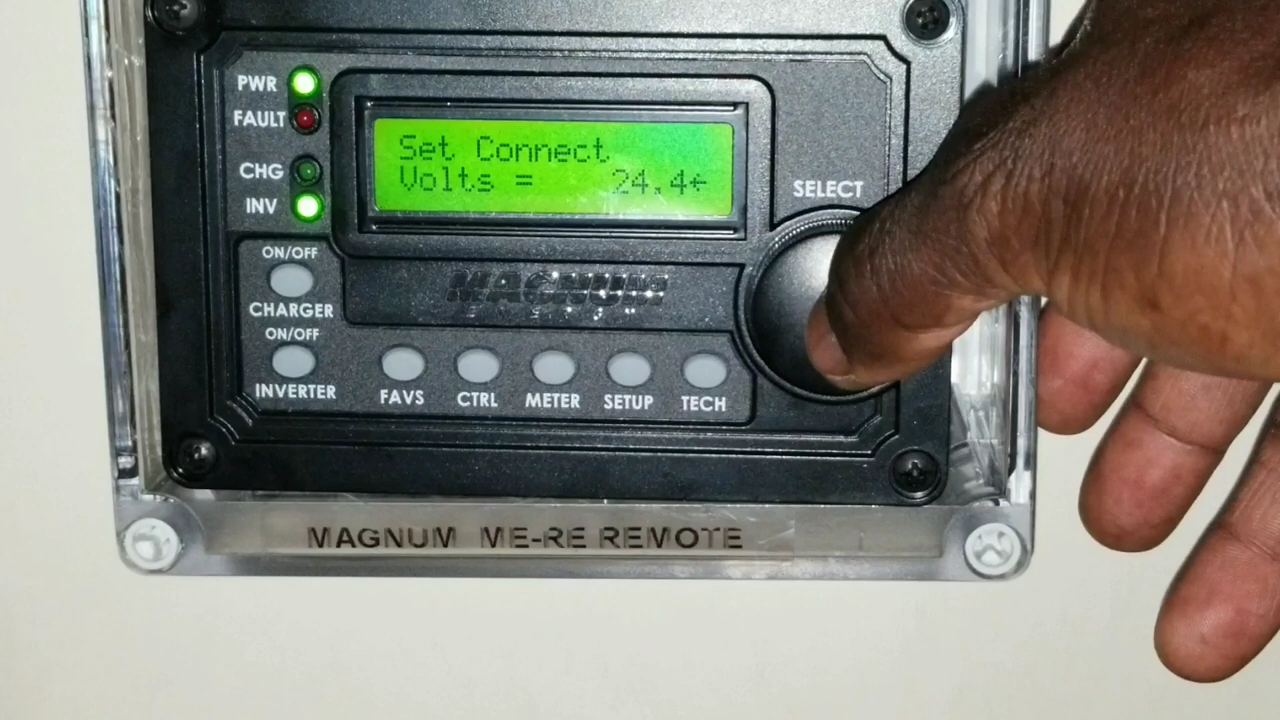 PWR
FAULT
CHG
INV
Set Connect
Volts = 24.4←
SELECT
ON/OFF
CHARGER
ON/OFF
INVERTER
MAGNUM
FAVS CTRL METER SETUP TECH
MAGNUM ME-RE REMOTE